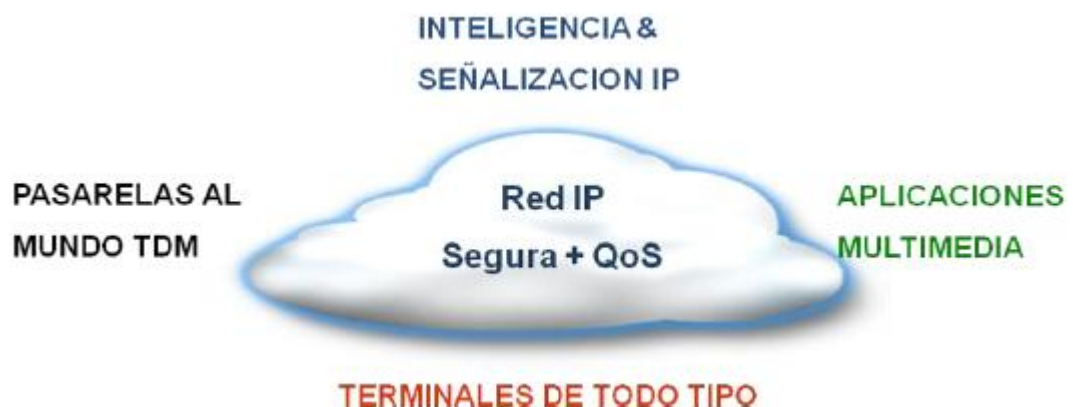 INTELIGENCIA &
SEÑALIZACION IP
PASARELAS AL
MUNDO TDM
Red IP
Segura + QoS
APLICACIONES
MULTIMEDIA
TERMINALES DE TODO TIPO